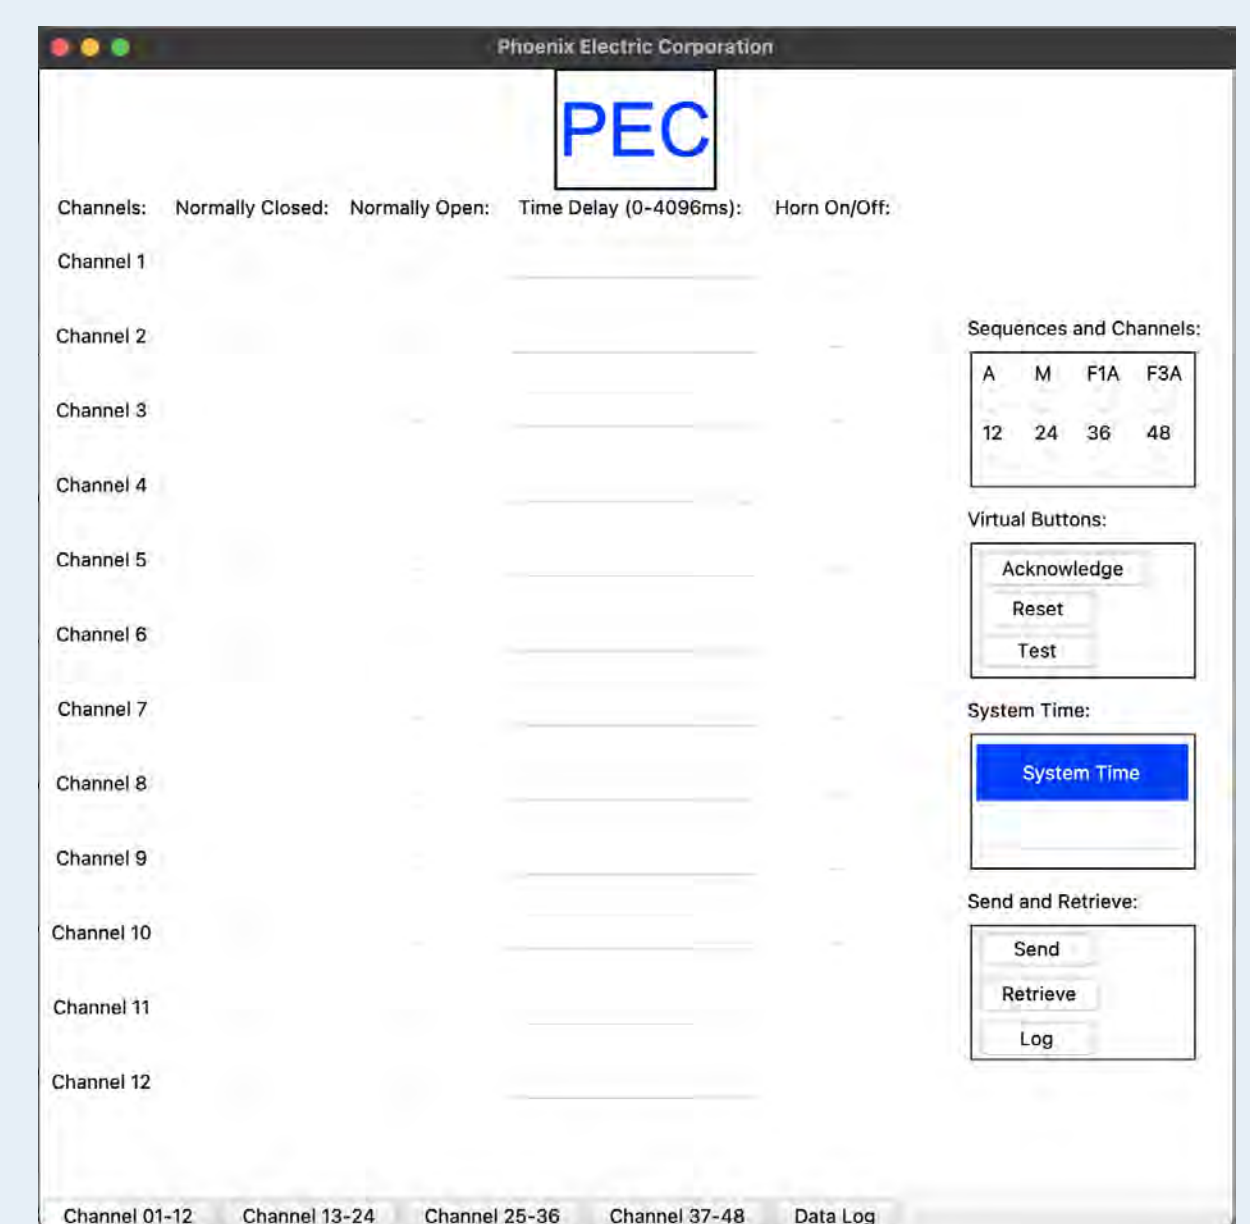 Phoenix Electric Corporation
PEC
Channels: Normally Closed: Normally Open: Time Delay (0-4096ms): Horn On/Off:
Channel 1
Channel 2
Channel 3
Channel 4
Channel 5
Channel 6
Channel 7
Channel 8
Channel 9
Channel 10
Channel 11
Channel 12
Sequences and Channels:
A M F1A F3A
12 24 36 48
Virtual Buttons:
Acknowledge
Reset
Test
System Time:
System Time
Send and Retrieve:
Send
Retrieve
Log
Channel 01-12 Channel 13-24 Channel 25-36 Channel 37-48 Data Log